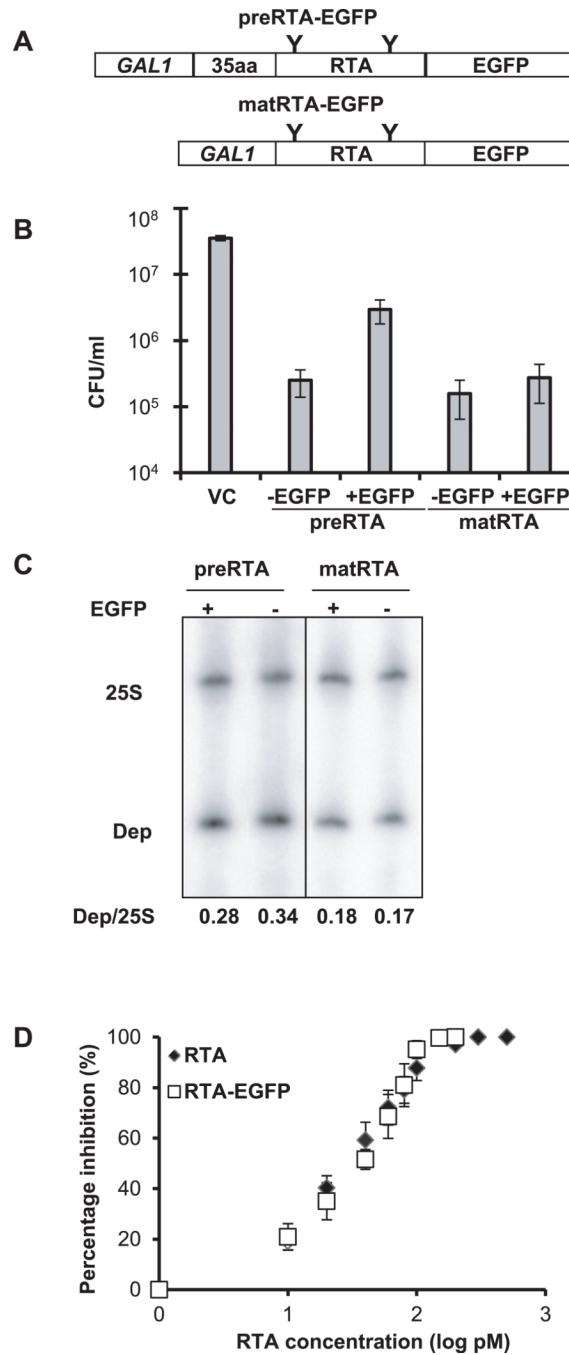 A
preRTA-EGFP
Y Y
GAL1 35aa RTA EGFP
matRTA-EGFP
Y Y
GAL1 RTA EGFP
B
CFU/ml
10⁸
10⁷
10⁶
10⁵
10⁴
VC -EGFP +EGFP -EGFP +EGFP
preRTA matRTA
C
preRTA matRTA
EGFP + - + -
25S
Dep
Dep/25S 0.28 0.34 0.18 0.17
D
Percentage inhibition (%)
100
80
60
40
20
0
RTA
RTA-EGFP
0 1 2 3
RTA concentration (log pM)